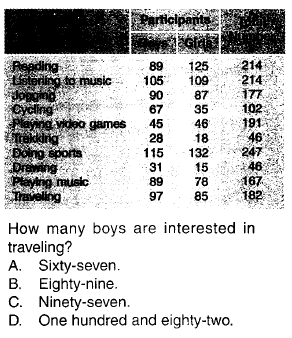 Participants
Boys Girls
Reading 89 125 214
Listening to music 105 109 214
Jogging 90 87 177
Cycling 67 35 102
Playing video games 45 46 191
Trekking 28 18 46
Doing sports 115 132 247
Drawing 31 15 46
Playing music 89 78 167
Traveling 97 85 182
How many boys are interested in
traveling?
A. Sixty-seven.
B. Eighty-nine.
C. Ninety-seven.
D. One hundred and eighty-two.